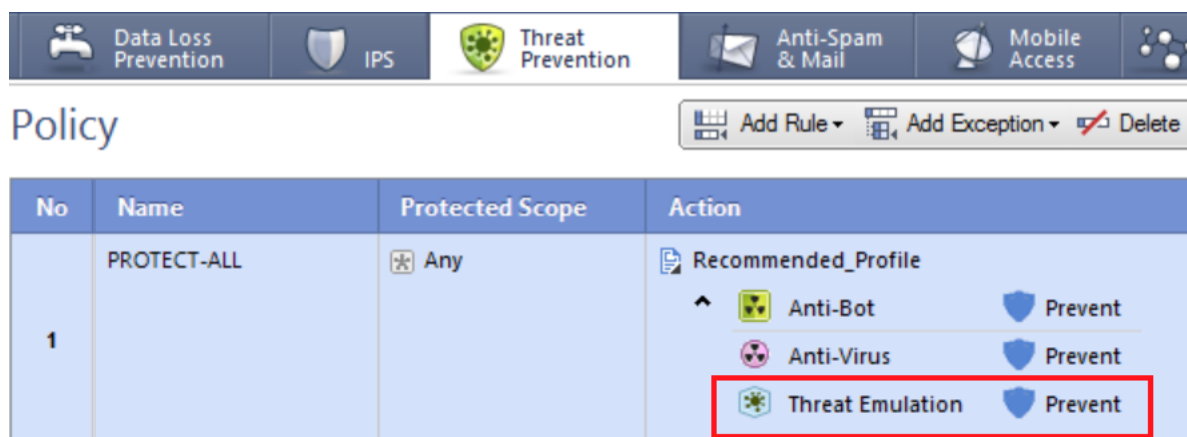 Data Loss
Prevention
IPS
Threat
Prevention
Anti-Spam
& Mail
Mobile
Access
Policy
Add Rule
Add Exception
Delete
No
Name
Protected Scope
Action
1
PROTECT-ALL
Any
Recommended_Profile
Anti-Bot
Prevent
Anti-Virus
Prevent
Threat Emulation
Prevent